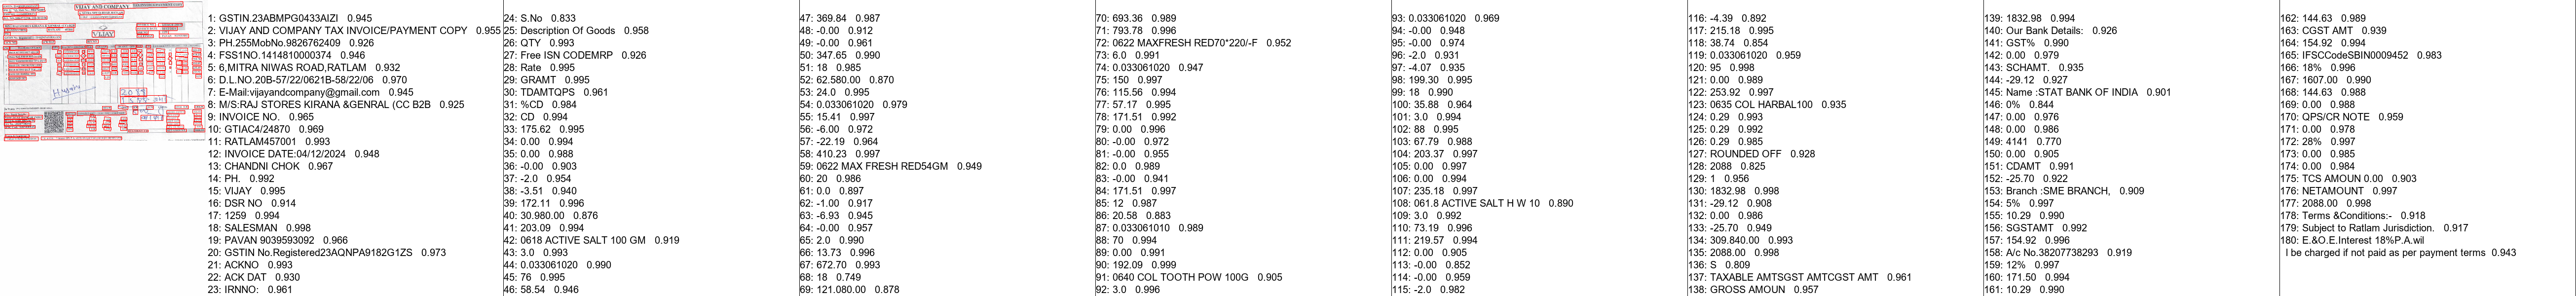 1: GSTIN.23ABMPG0433AIZI 0.945
2: VIJAY AND COMPANY TAX INVOICE/PAYMENT COPY 0.955
3: PH.255MobNo.9826762409 0.926
4: FSS1NO.1414810000374 0.946
5: 6,MITRA NIWAS ROAD,RATLAM 0.932
6: D.L.NO.20B-57/22/0621B-58/22/06 0.970
7: E-Mail:vijayandcompany@gmail.com 0.945
8: M/S:RAJ STORES KIRANA &GENRAL (CC B2B 0.925
9: INVOICE NO. 0.965
10: GTIAC4/24870 0.969
11: RATLAM457001 0.993
12: INVOICE DATE:04/12/2024 0.948
13: CHANDNI CHOK 0.967
14: PH. 0.992
15: VIJAY 0.995
16: DSR NO 0.914
17: 1259 0.994
18: SALESMAN 0.998
19: PAVAN 9039593092 0.966
20: GSTIN No.Registered23AQNPA9182G1ZS 0.973
21: ACKNO 0.993
22: ACK DAT 0.930
23: IRNNO: 0.961
24: S.No 0.833
25: Description Of Goods 0.958
26: QTY 0.993
27: Free ISN CODEMRP 0.926
28: Rate 0.995
29: GRAMT 0.995
30: TDAMTQPS 0.961
31: %CD 0.984
32: CD 0.994
33: 175.62 0.995
34: 0.00 0.994
35: 0.00 0.988
36: -0.00 0.903
37: -2.0 0.954
38: -3.51 0.940
39: 172.11 0.996
40: 30.980.00 0.876
41: 203.09 0.994
42: 0618 ACTIVE SALT 100 GM 0.919
43: 3.0 0.993
44: 0.033061020 0.990
45: 76 0.995
46: 58.54 0.946
47: 369.84 0.987
48: -0.00 0.912
49: -0.00 0.961
50: 347.65 0.990
51: 18 0.985
52: 62.580.00 0.870
53: 24.0 0.995
54: 0.033061020 0.979
55: 15.41 0.997
56: -6.00 0.972
57: -22.19 0.964
58: 410.23 0.997
59: 0622 MAX FRESH RED54GM 0.949
60: 20 0.986
61: 0.0 0.897
62: -1.00 0.917
63: -6.93 0.945
64: -0.00 0.957
65: 2.0 0.990
66: 13.73 0.996
67: 672.70 0.993
68: 18 0.749
69: 121.080.00 0.878
70: 693.36 0.989
71: 793.78 0.996
72: 0622 MAXFRESH RED70*220/-F 0.952
73: 6.0 0.991
74: 0.033061020 0.947
75: 150 0.997
76: 115.56 0.994
77: 57.17 0.995
78: 171.51 0.992
79: 0.00 0.996
80: -0.00 0.972
81: -0.00 0.955
82: 0.0 0.989
83: -0.00 0.941
84: 171.51 0.997
85: 12 0.987
86: 20.58 0.883
87: 0.033061010 0.989
88: 70 0.994
89: 0.00 0.991
90: 192.09 0.999
91: 0640 COL TOOTH POW 100G 0.905
92: 3.0 0.996
93: 0.033061020 0.969
94: -0.00 0.948
95: -0.00 0.974
96: -2.0 0.931
97: -4.07 0.935
98: 199.30 0.995
99: 18 0.990
100: 35.88 0.964
101: 3.0 0.994
102: 88 0.995
103: 67.79 0.988
104: 203.37 0.997
105: 0.00 0.997
106: 0.00 0.994
107: 235.18 0.997
108: 061.8 ACTIVE SALT H W 10 0.890
109: 3.0 0.992
110: 73.19 0.996
111: 219.57 0.994
112: 0.00 0.905
113: -0.00 0.852
114: -0.00 0.959
115: -2.0 0.982
116: -4.39 0.892
117: 215.18 0.995
118: 38.74 0.854
119: 0.033061020 0.959
120: 95 0.998
121: 0.00 0.989
122: 253.92 0.997
123: 0635 COL HARBAL100 0.935
124: 0.29 0.993
125: 0.29 0.992
126: 0.29 0.985
127: ROUNDED OFF 0.928
128: 2088 0.825
129: 1 0.956
130: 1832.98 0.998
131: -29.12 0.908
132: 0.00 0.986
133: -25.70 0.949
134: 309.840.00 0.993
135: 2088.00 0.998
136: S 0.809
137: TAXABLE AMTSGST AMTCGST AMT 0.961
138: GROSS AMOUN 0.957
139: 1832.98 0.994
140: Our Bank Details: 0.926
141: GST% 0.990
142: 0.00 0.979
143: SCHAMT. 0.935
144: -29.12 0.927
145: Name :STAT BANK OF INDIA 0.901
146: 0% 0.844
147: 0.00 0.976
148: 0.00 0.986
149: 4141 0.770
150: 0.00 0.905
151: CDAMT 0.991
152: -25.70 0.922
153: Branch :SME BRANCH, 0.909
154: 5% 0.997
155: 10.29 0.990
156: SGSTAMT 0.992
157: 154.92 0.996
158: A/c No.38207738293 0.919
159: 12% 0.997
160: 171.50 0.994
161: 10.29 0.990
162: 144.63 0.989
163: CGST AMT 0.939
164: 154.92 0.994
165: IFSCCodeSBIN0009452 0.983
166: 18% 0.996
167: 1607.00 0.990
168: 144.63 0.988
169: 0.00 0.988
170: QPS/CR NOTE 0.959
171: 0.00 0.978
172: 28% 0.997
173: 0.00 0.985
174: 0.00 0.984
175: TCS AMOUN 0.00 0.903
176: NETAMOUNT 0.997
177: 2088.00 0.998
178: Terms &Conditions:- 0.918
179: Subject to Ratlam Jurisdiction. 0.917
180: E.&O.E.Interest 18%P.A.wil
l be charged if not paid as per payment terms 0.943